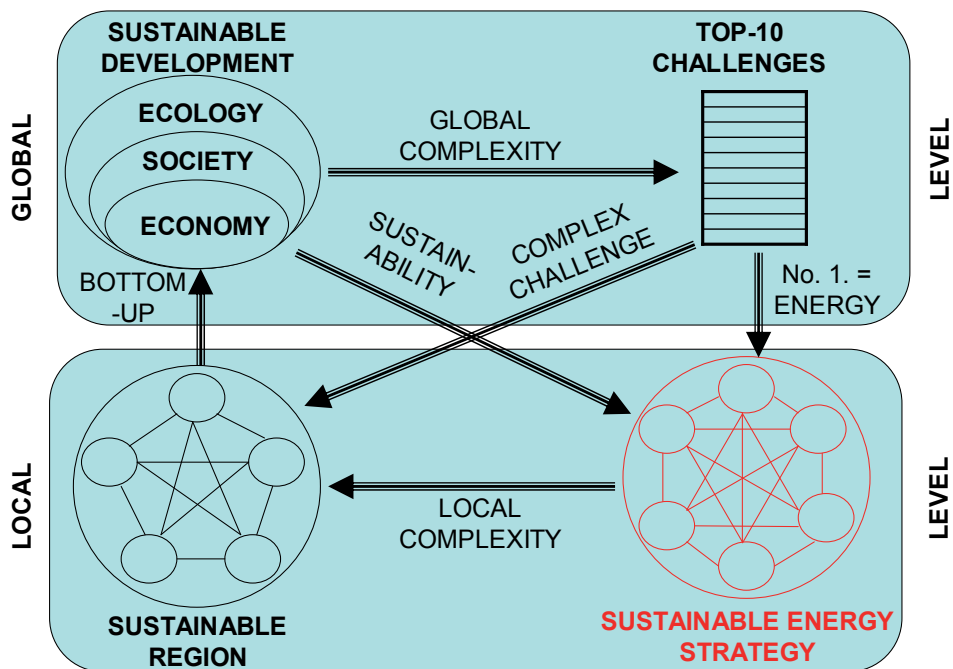 SUSTAINABLE
DEVELOPMENT
TOP-10
CHALLENGES
ECOLOGY
SOCIETY
ECONOMY
GLOBAL
COMPLEXITY
GLOBAL
LEVEL
SUSTAIN-
ABILITY
COMPLEX
CHALLENGE
BOTTOM
-UP
No. 1. =
ENERGY
LOCAL
LEVEL
LOCAL
COMPLEXITY
SUSTAINABLE
REGION
SUSTAINABLE ENERGY
STRATEGY